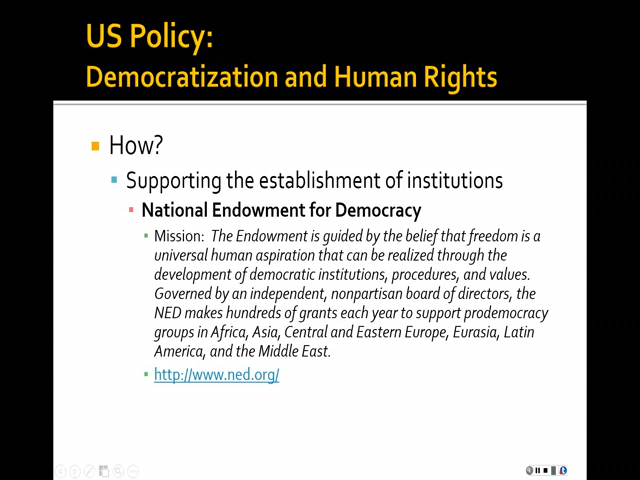 US Policy:
Democratization and Human Rights
How?
Supporting the establishment of institutions
National Endowment for Democracy
Mission: The Endowment is guided by the belief that freedom is a
universal human aspiration that can be realized through the
development of democratic institutions, procedures, and values.
Governed by an independent, nonpartisan board of directors, the
NED makes hundreds of grants each year to support prodemocracy
groups in Africa, Asia, Central and Eastern Europe, Eurasia, Latin
America, and the Middle East.
http://www.ned.org/